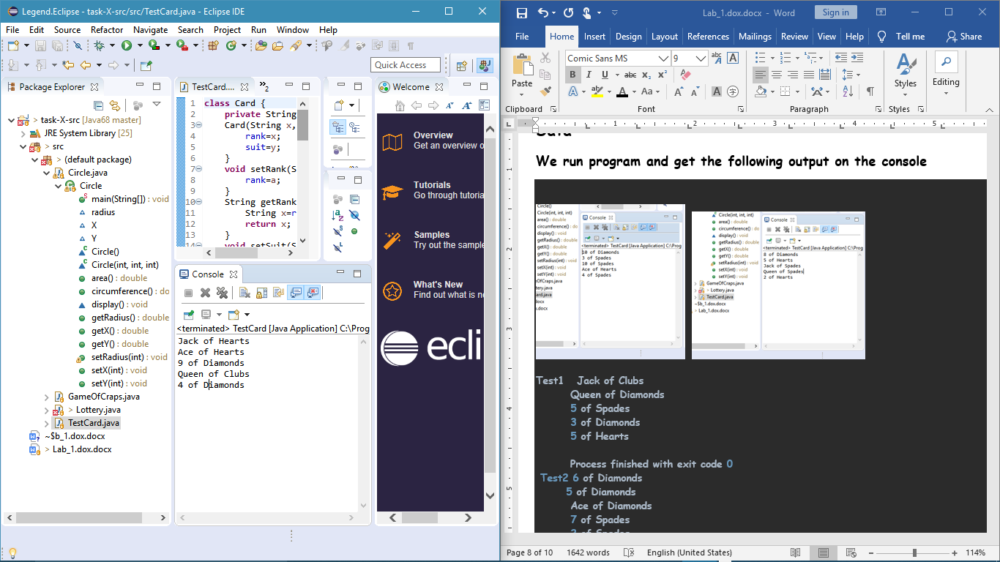 Legend.Eclipse - task-X-src/src/TestCard.java - Eclipse IDE
File Edit Source Refactor Navigate Search Project Run Window Help
Quick Access
Package Explorer
> task-X-src [Java68 master]
JRE System Library [25]
> src
> (default package)
Circle.java
Circle
main(String[]) : void
radius
X
Y
Circle()
Circle(int, int, int)
area() : double
circumference() : do
display() : void
getRadius() : double
getX() : double
getY() : double
setRadius(int) : void
setX(int) : void
setY(int) : void
GameOfCraps.java
> Lottery.java
TestCard.java
~$b_1.dox.docx
> Lab_1.dox.docx
TestCard.... »2
1 class Card {
2 private String
3 Card(String x,
4 rank=x;
5 suit=y;
6 }
7 void setRank(S
8 rank=a;
9 }
10 String getRank
11 String x=r
12 return x;
13 }
14 void setSuit(S
Console
<terminated> TestCard [Java Application] C:\Prog
Jack of Hearts
Ace of Hearts
9 of Diamonds
Queen of Clubs
4 of Diamonds
Welcome
Overview
Get an overview o
Tutorials
Go through tutoria
Samples
Try out the sample
What's New
Find out what is ne
ecli
Lab_1.dox.docx - Word
Sign in
File Home Insert Design Layout References Mailings Review View Help Tell me Share
Comic Sans MS 9
Paste
Styles
Editing
Clipboard Font Paragraph Styles
1 2 3 4 5
Data
We run program and get the following output on the console
Circle()
Circle(int, int, int)
area() : double
circumference() : do
display() : void
getRadius() : double
getX() : double
getY() : double
setRadius(int) : void
setX(int) : void
setY(int) : void
eOfCraps.java
tery.java
ard.java
docx
x.docx
Console
<terminated> TestCard [Java Application] C:\Prog
10 of Diamonds
3 of Spades
10 of Spades
Ace of Spades
4 of Spades
Circle(int, int, int)
area() : double
circumference() : do
display() : void
getRadius() : double
getX() : double
getY() : double
setRadius(int) : void
setX(int) : void
setY(int) : void
GameOfCraps.java
> Lottery.java
TestCard.java
~$b_1.dox.docx
> Lab_1.dox.docx
Console
<terminated> TestCard [Java Application] C:\Prog
8 of Diamonds
5 of Hearts
Jack of Spades
Queen of Spades
2 of Hearts
Test1 Jack of Clubs
Queen of Diamonds
5 of Spades
3 of Diamonds
5 of Hearts
Process finished with exit code 0
Test2 6 of Diamonds
5 of Diamonds
Ace of Diamonds
7 of Spades
Page 8 of 10 1642 words English (United States) 114%